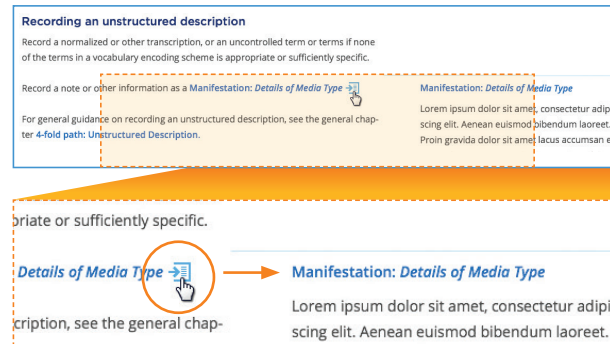 Recording an unstructured description
Record a normalized or other transcription, or an uncontrolled term or terms if none
of the terms in a vocabulary encoding scheme is appropriate or sufficiently specific.
Record a note or other information as a Manifestation: Details of Media Type
For general guidance on recording an unstructured description, see the general chap-
ter 4-fold path: Unstructured Description.
Manifestation: Details of Media Type
Lorem ipsum dolor sit amet, consectetur adipi
scing elit. Aenean euismod bibendum laoreet.
Proin gravida dolor sit amet lacus accumsan e
priate or sufficiently specific.
Details of Media Type
cription, see the general chap-
Manifestation: Details of Media Type
Lorem ipsum dolor sit amet, consectetur adipi
scing elit. Aenean euismod bibendum laoreet.